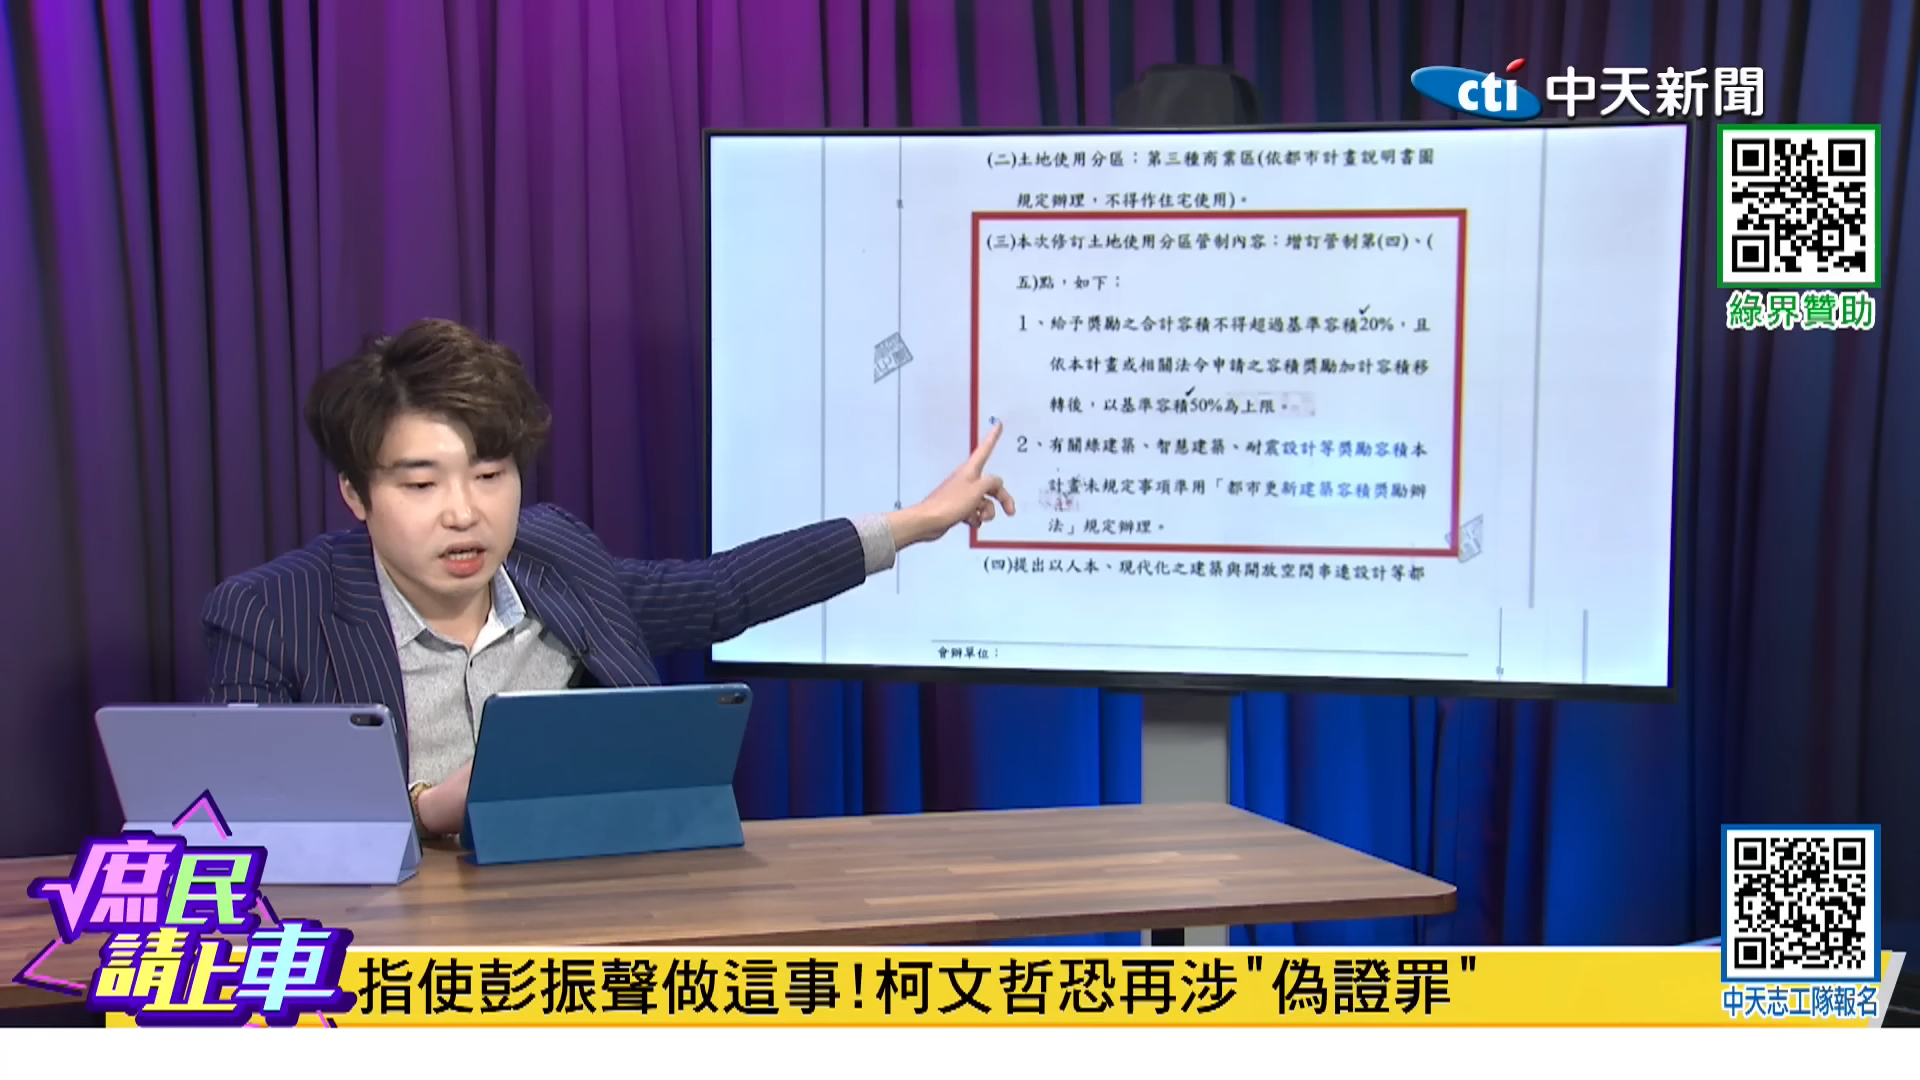 cti 中天新聞
綠界贊助
(二)土地使用分區：第三種商業區(依都市計畫說明書圖
規定辦理，不得作住宅使用)。
(三)本次修訂土地使用分區管制內容：增訂管制第(四)、(
五)點，如下：
1、給予獎勵之合計容積不得超過基準容積20%，且
依本計畫或相關法令申請之容積獎勵加計容積移
轉後，以基準容積50%為上限。
2、有關綠建築、智慧建築、耐震設計等獎勵容積本
計畫未規定事項準用「都市更新建築容積獎勵辦
法」規定辦理。
(四)提出以人本、現代化之建築與開放空間串連設計等都
會辦單位：
庶民
請上車
指使彭振聲做這事!柯文哲恐再涉"偽證罪"
中天志工隊報名